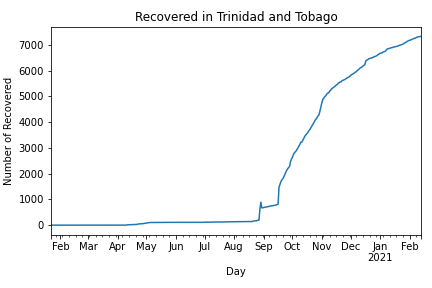 Recovered in Trinidad and Tobago
Number of Recovered
7000
6000
5000
4000
3000
2000
1000
0
Feb Mar Apr May Jun Jul Aug Sep Oct Nov Dec Jan Feb
2021
Day